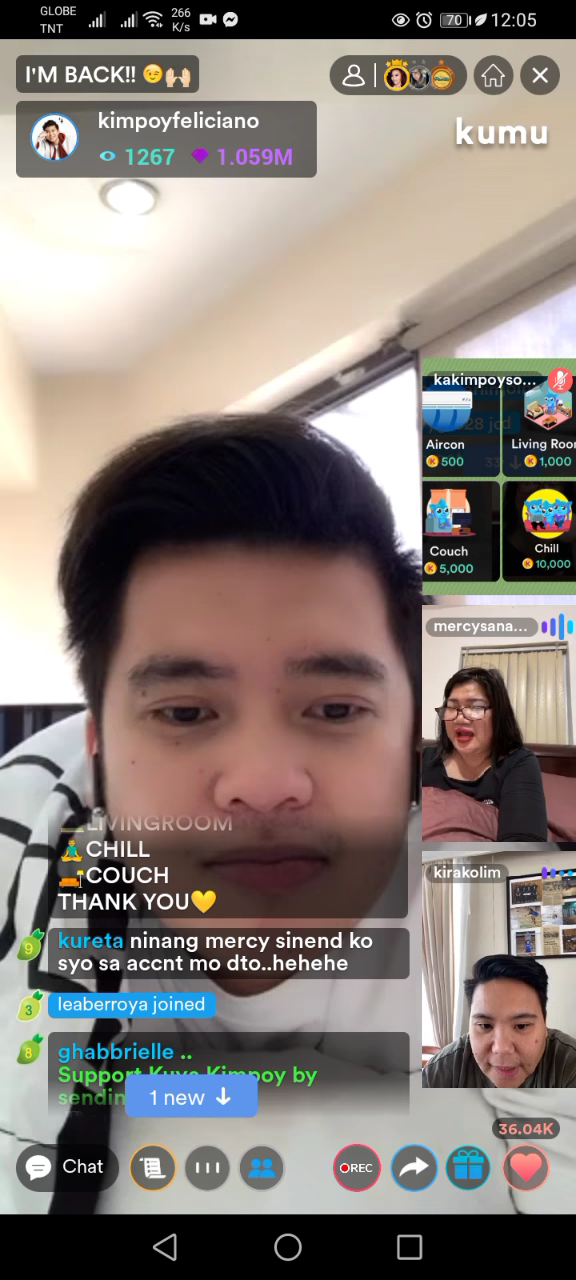 GLOBE
TNT
266
K/s
70
12:05
I'M BACK!! 😉🙌🏻
kimpoyfeliciano
1267
1.059M
kumu
kakimpoyso...
Aircon
500
Living Roo
1,000
Couch
5,000
Chill
10,000
mercysana...
kirakolim
LIVINGROOM
🧘‍♂️CHILL
🛋️COUCH
THANK YOU💛
9
kureta ninang mercy sinend ko
syo sa accnt mo dto..hehehe
3
leaberroya joined
8
ghabbrielle ..
Support Kuya Kimpoy by
sendin
1 new ↓
36.04K
Chat
REC